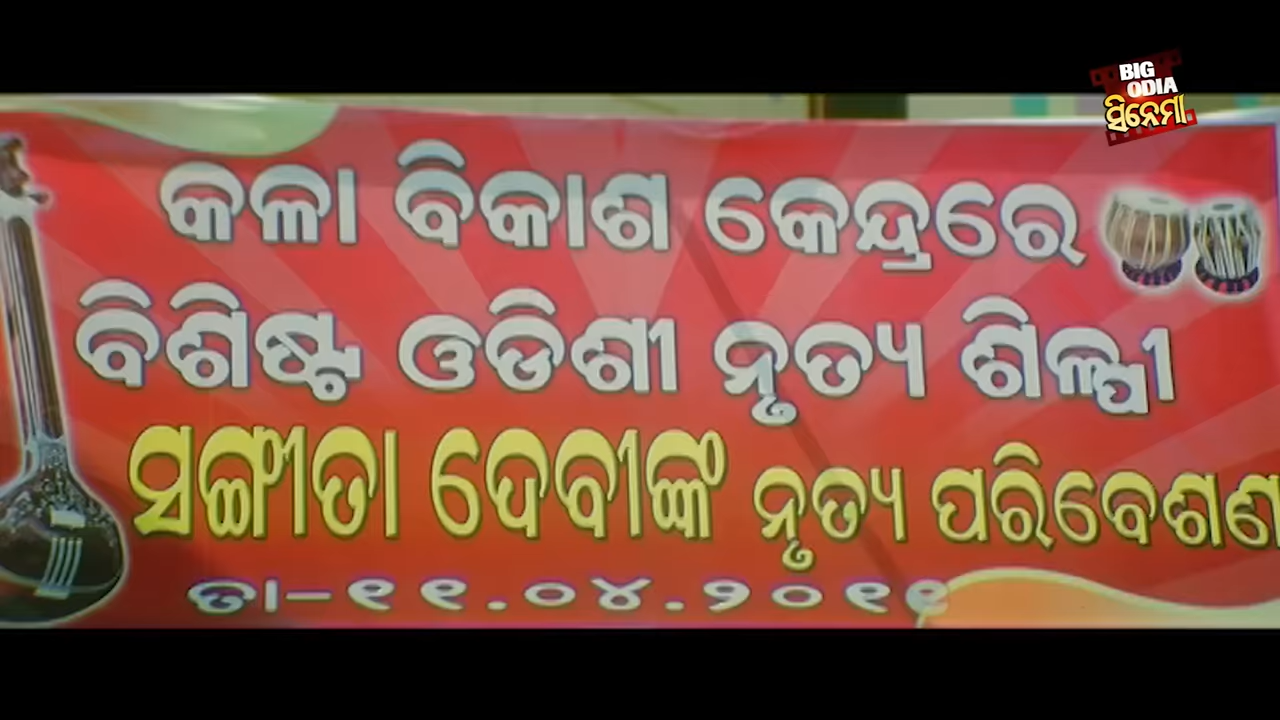 BIG
ODIA
ସିନେମା
କଳା ବିକାଶ କେନ୍ଦ୍ରରେ
ବିଶିଷ୍ଟ ଓଡିଶୀ ନୃତ୍ୟ ଶିଳ୍ପୀ
ସଙ୍ଗୀତା ଦେବୀଙ୍କ ନୃତ୍ୟ ପରିବେଶଣ
ତା-୧୧.୦୪.୨୦୧୧